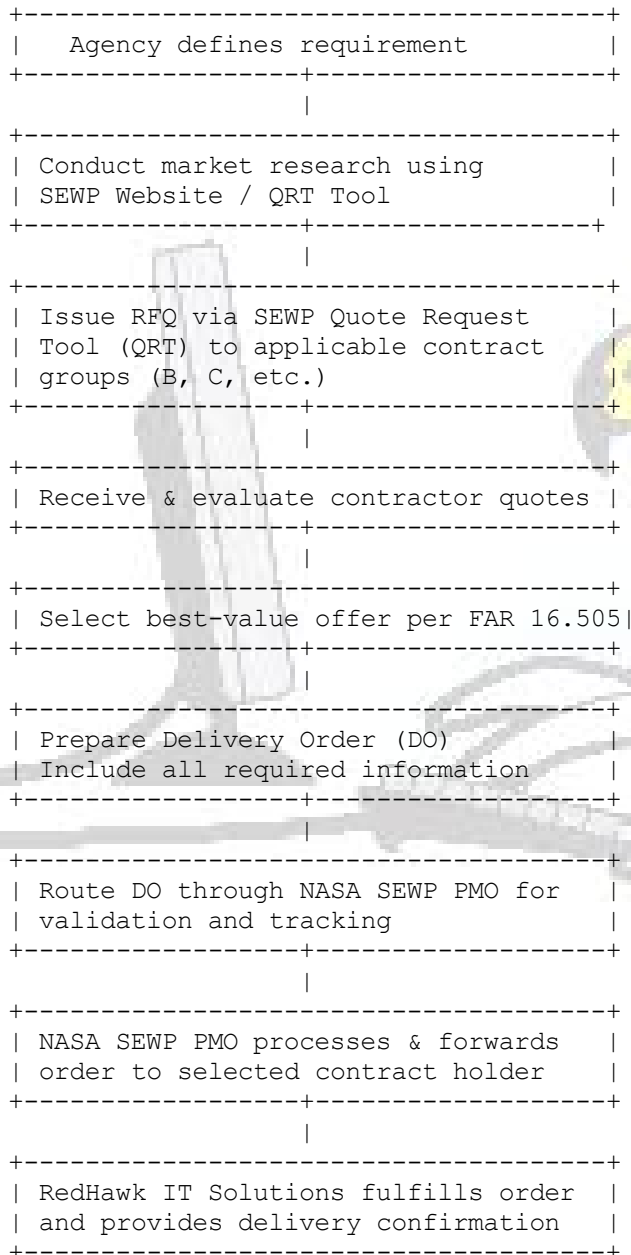 Agency defines requirement
Conduct market research using
SEWP Website / QRT Tool
Issue RFQ via SEWP Quote Request
Tool (QRT) to applicable contract
groups (B, C, etc.)
Receive & evaluate contractor quotes
Select best-value offer per FAR 16.505
Prepare Delivery Order (DO)
Include all required information
Route DO through NASA SEWP PMO for
validation and tracking
NASA SEWP PMO processes & forwards
order to selected contract holder
RedHawk IT Solutions fulfills order
and provides delivery confirmation